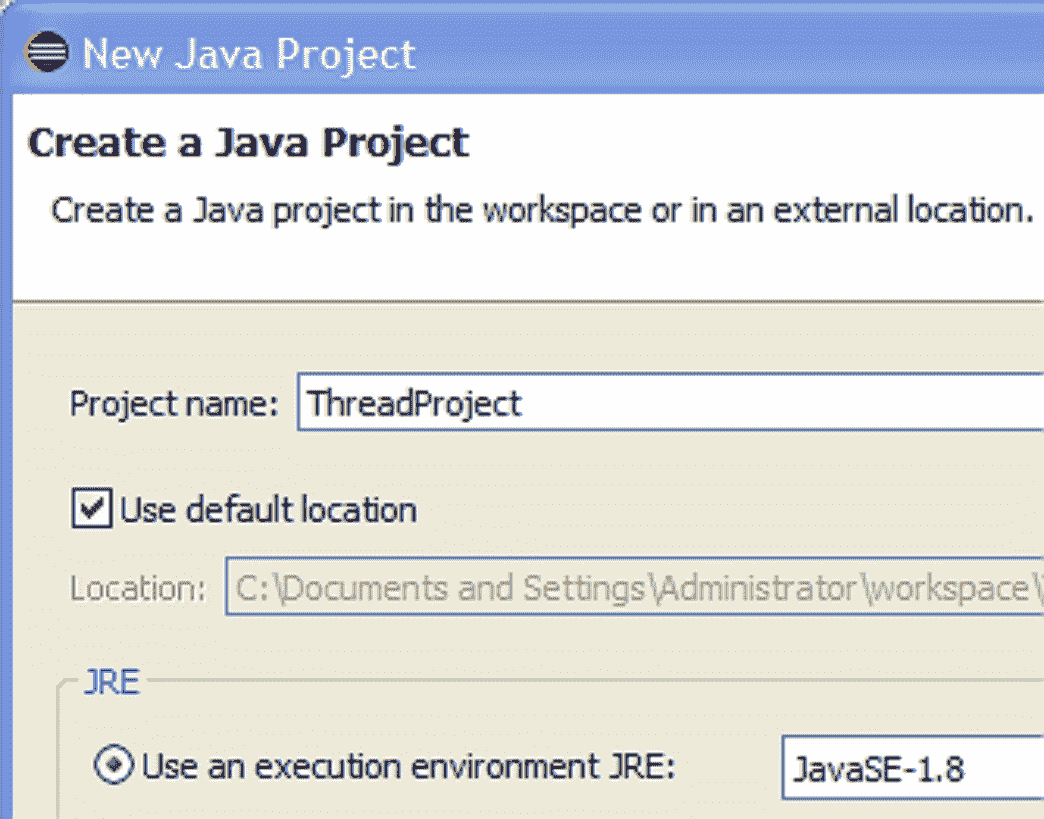 New Java Project
Create a Java Project
Create a Java project in the workspace or in an external location.
Project name: ThreadProject
Use default location
Location: C:\Documents and Settings\Administrator\workspace\
JRE
Use an execution environment JRE: JavaSE-1.8